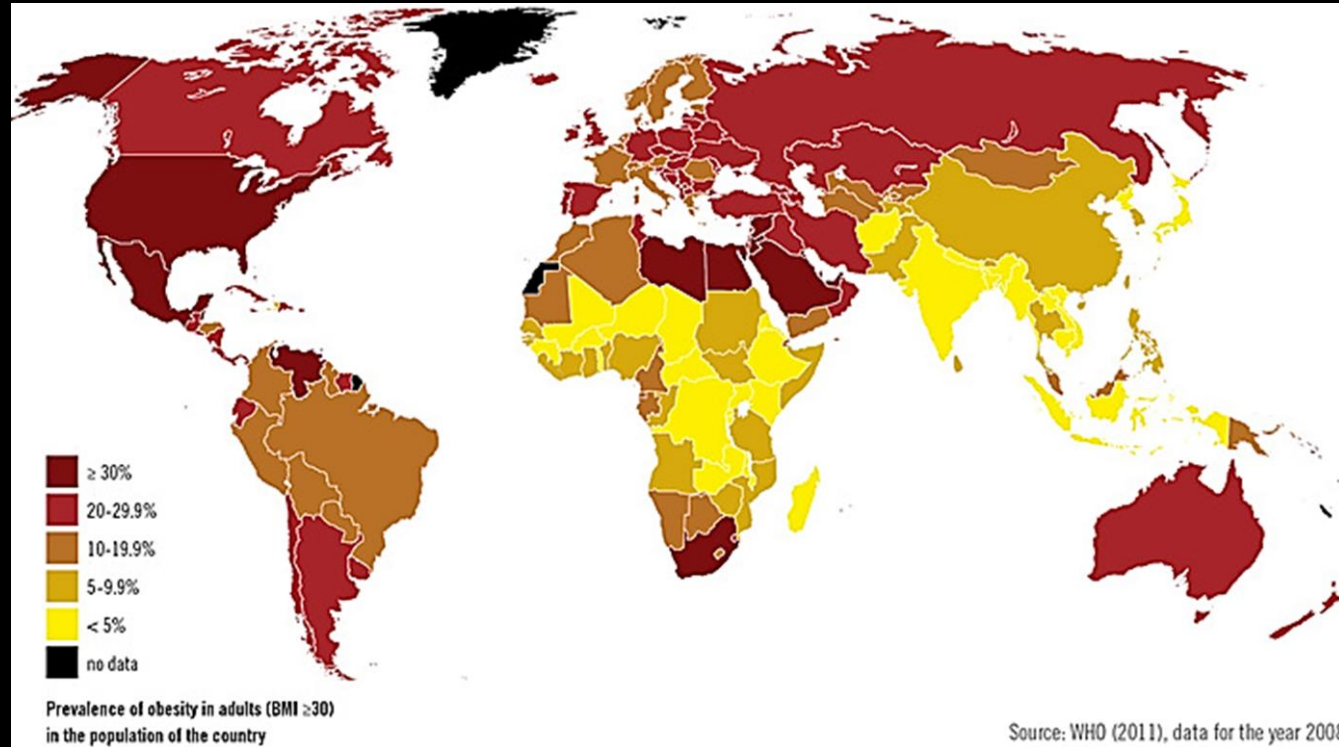 ≥ 30%
20-29.9%
10-19.9%
5-9.9%
< 5%
no data
Prevalence of obesity in adults (BMI ≥30)
in the population of the country
Source: WHO (2011), data for the year 2008